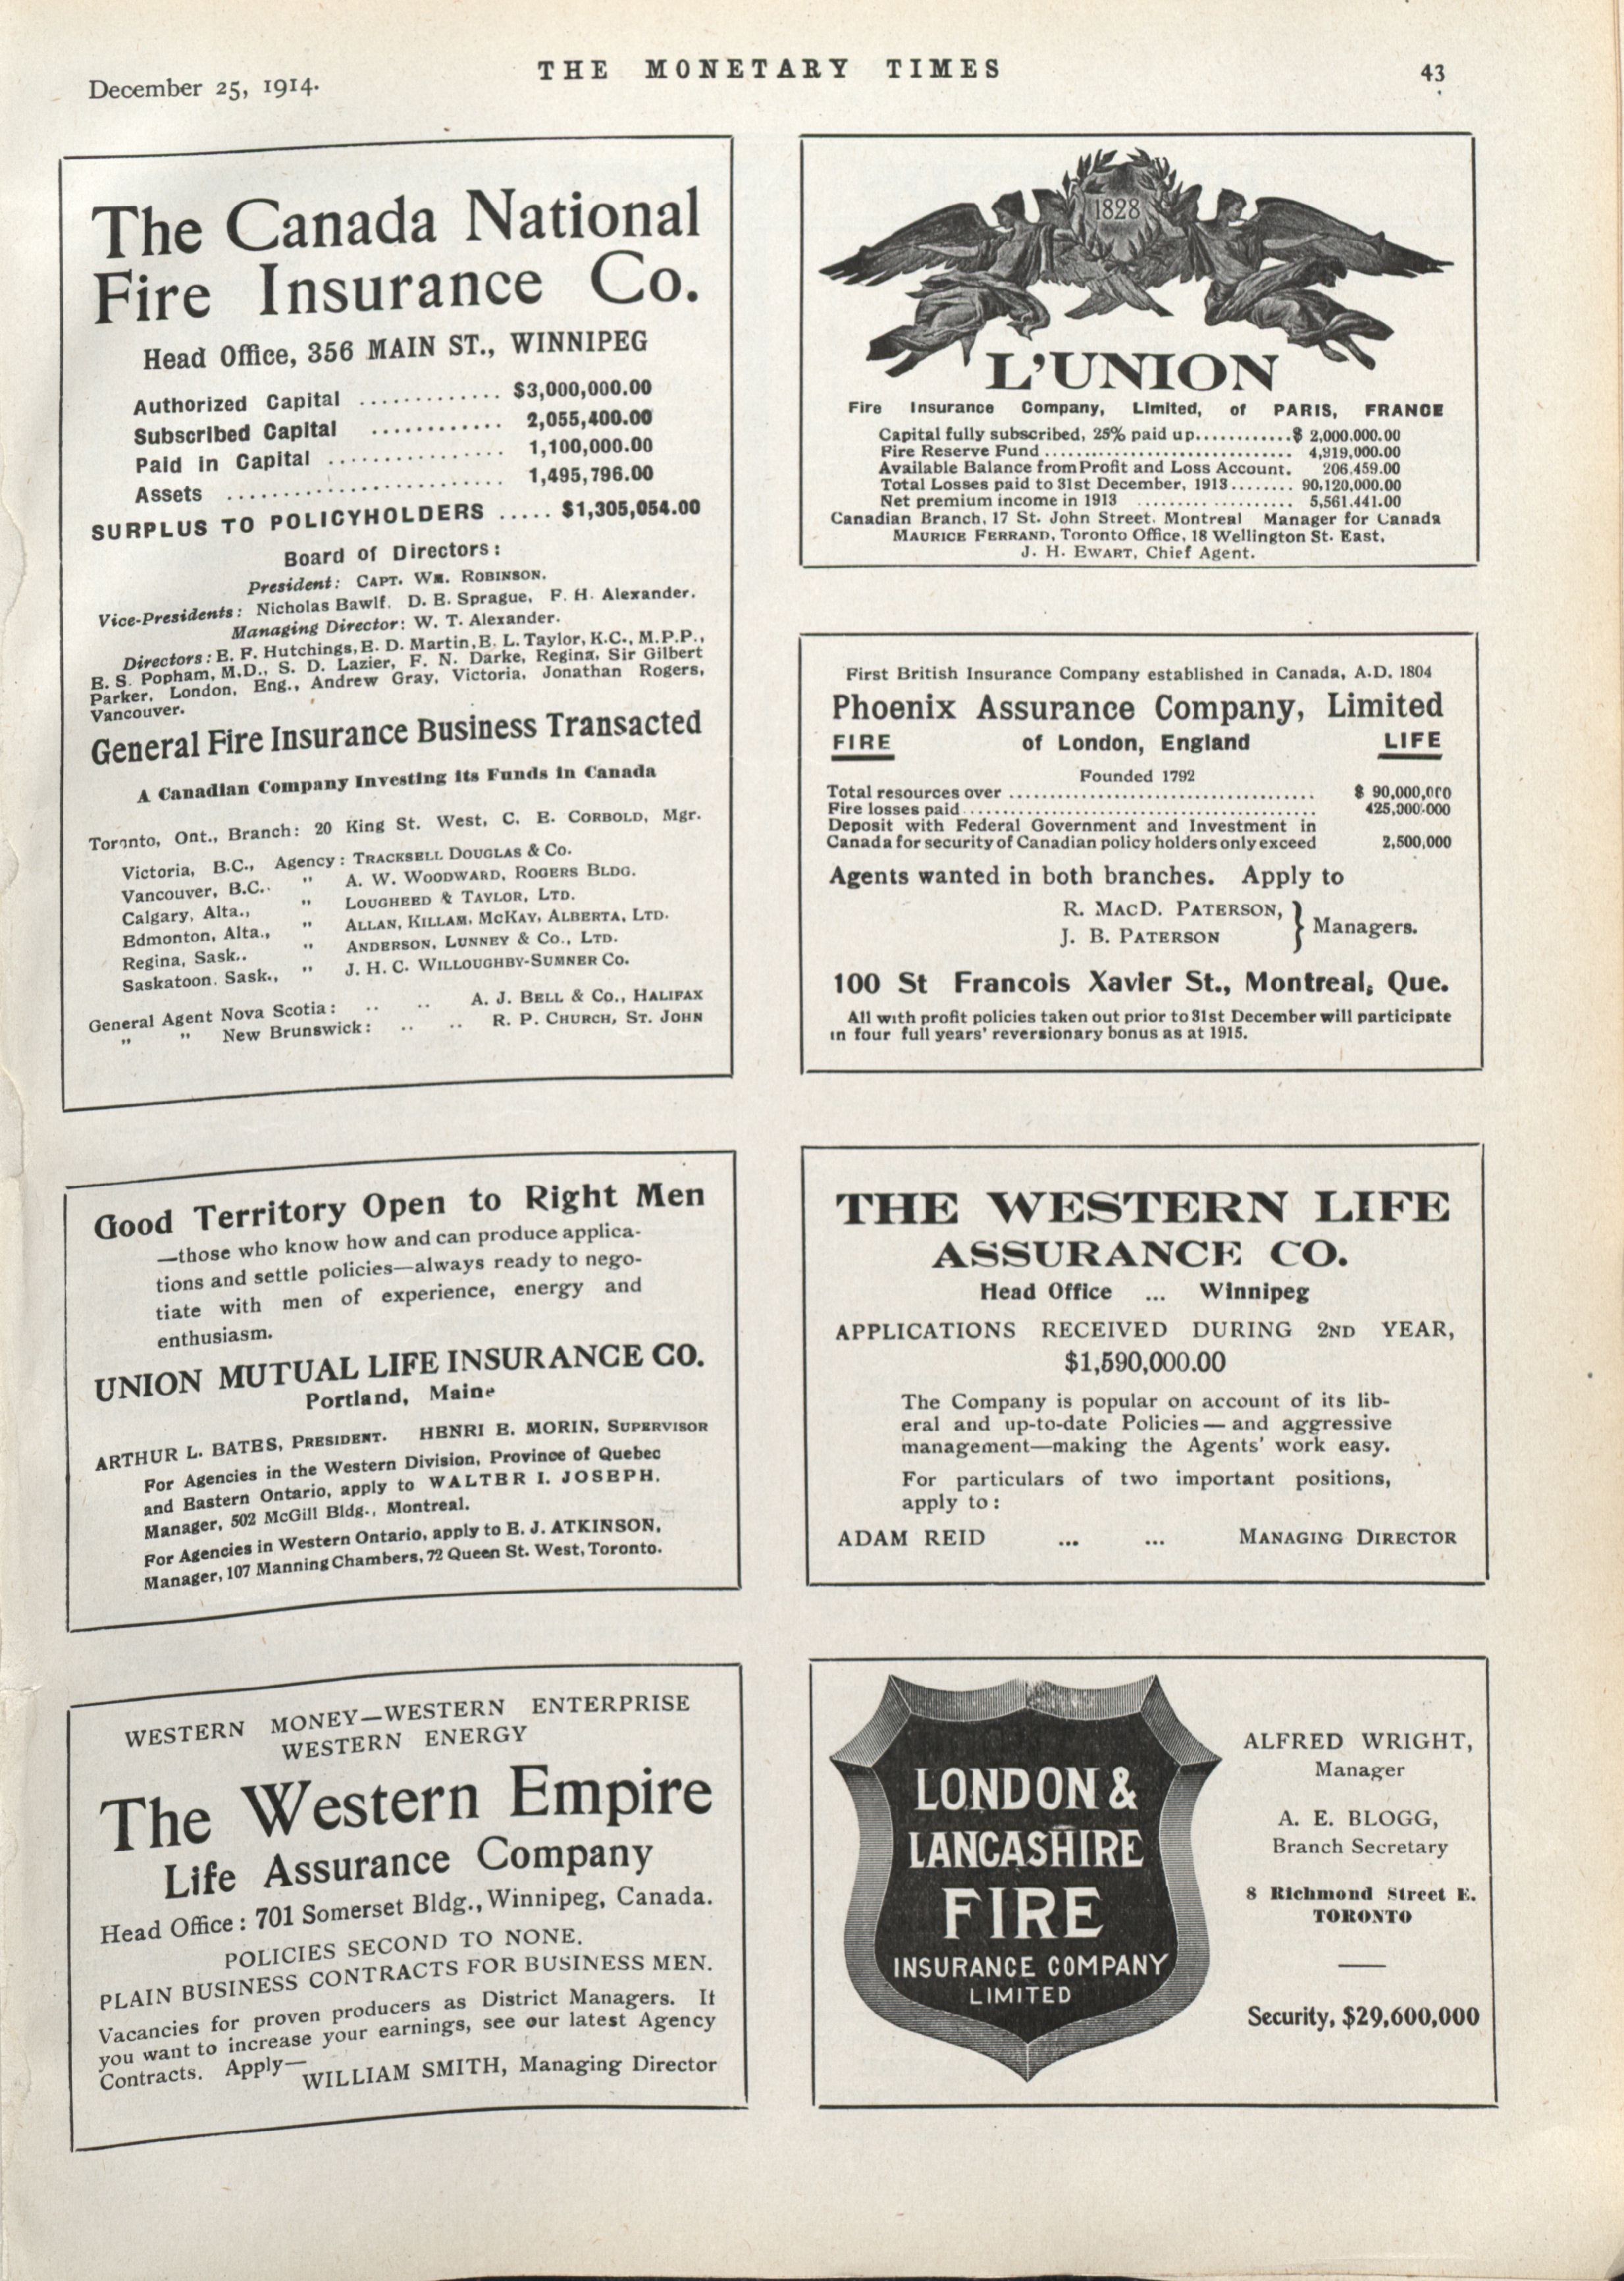 December 25, 1914.
THE MONETARY TIMES
43
The Canada National
Fire Insurance Co.
Head Office, 356 MAIN ST., WINNIPEG
Authorized Capital ............. $3,000,000.00
Subscribed Capital ............ 2,055,400.00
Paid in Capital ................ 1,100,000.00
Assets ......................... 1,495,796.00
SURPLUS TO POLICYHOLDERS ..... $1,305,054.00
Board of Directors:
President: CAPT. WM. ROBINSON.
Vice-Presidents: Nicholas Bawlf, D. E. Sprague, F. H. Alexander.
Managing Director: W. T. Alexander.
Directors: E. F. Hutchings, E. D. Martin, E. L. Taylor, K.C., M.P.P.,
E. S. Popham, M.D., S. D. Lazier, F. N. Darke, Regina, Sir Gilbert
Parker, London, Eng., Andrew Gray, Victoria, Jonathan Rogers,
Vancouver.
General Fire Insurance Business Transacted
A Canadian Company Investing its Funds in Canada
Toronto, Ont., Branch: 20 King St. West, C. E. CORBOLD, Mgr.
Victoria, B.C., Agency: TRACKSELL DOUGLAS & Co.
Vancouver, B.C. " A. W. WOODWARD, ROGERS BLDG.
Calgary, Alta., " LOUGHEED & TAYLOR, LTD.
Edmonton, Alta., " ALLAN, KILLAM, MCKAY, ALBERTA, LTD.
Regina, Sask.. " ANDERSON, LUNNEY & Co., LTD.
Saskatoon, Sask., " J. H. C. WILLOUGHBY-SUMNER Co.
General Agent Nova Scotia: .. .. A. J. BELL & Co., HALIFAX
" " New Brunswick: .. .. R. P. CHURCH, ST. JOHN
1828
L'UNION
Fire Insurance Company, Limited, of PARIS, FRANCE
Capital fully subscribed, 25% paid up............$ 2,000.000.00
Fire Reserve Fund ................................ 4,919,000.00
Available Balance from Profit and Loss Account. 206.459.00
Total Losses paid to 31st December, 1913........ 90,120,000.00
Net premium income in 1913 .................. 5,561.441.00
Canadian Branch, 17 St. John Street, Montreal Manager for Canada
MAURICE FERRAND, Toronto Office, 18 Wellington St. East,
J. H. EWART, Chief Agent.
First British Insurance Company established in Canada, A.D. 1804
Phoenix Assurance Company, Limited
FIRE of London, England LIFE
Founded 1792
Total resources over ....................................... $ 90,000,000
Fire losses paid............................................. 425,000.000
Deposit with Federal Government and Investment in
Canada for security of Canadian policy holders only exceed 2,500,000
Agents wanted in both branches. Apply to
R. MACD. PATERSON,
J. B. PATERSON } Managers.
100 St Francois Xavier St., Montreal, Que.
All with profit policies taken out prior to 31st December will participate
in four full years' reversionary bonus as at 1915.
Good Territory Open to Right Men
—those who know how and can produce applica-
tions and settle policies—always ready to nego-
tiate with men of experience, energy and
enthusiasm.
UNION MUTUAL LIFE INSURANCE CO.
Portland, Maine
ARTHUR L. BATES, PRESIDENT. HENRI E. MORIN, SUPERVISOR
For Agencies in the Western Division, Province of Quebec
and Eastern Ontario, apply to WALTER I. JOSEPH,
Manager, 502 McGill Bldg., Montreal.
For Agencies in Western Ontario, apply to E. J. ATKINSON,
Manager, 107 Manning Chambers, 72 Queen St. West, Toronto.
THE WESTERN LIFE
ASSURANCE CO.
Head Office ... Winnipeg
APPLICATIONS RECEIVED DURING 2ND YEAR,
$1,590,000.00
The Company is popular on account of its lib-
eral and up-to-date Policies — and aggressive
management—making the Agents' work easy.
For particulars of two important positions,
apply to:
ADAM REID ... ... MANAGING DIRECTOR
WESTERN MONEY—WESTERN ENTERPRISE
WESTERN ENERGY
The Western Empire
Life Assurance Company
Head Office: 701 Somerset Bldg., Winnipeg, Canada.
POLICIES SECOND TO NONE.
PLAIN BUSINESS CONTRACTS FOR BUSINESS MEN.
Vacancies for proven producers as District Managers. It
you want to increase your earnings, see our latest Agency
Contracts. Apply—
WILLIAM SMITH, Managing Director
LONDON &
LANCASHIRE
FIRE
INSURANCE COMPANY
LIMITED
ALFRED WRIGHT,
Manager
A. E. BLOGG,
Branch Secretary
8 Richmond Street E.
TORONTO
Security, $29,600,000